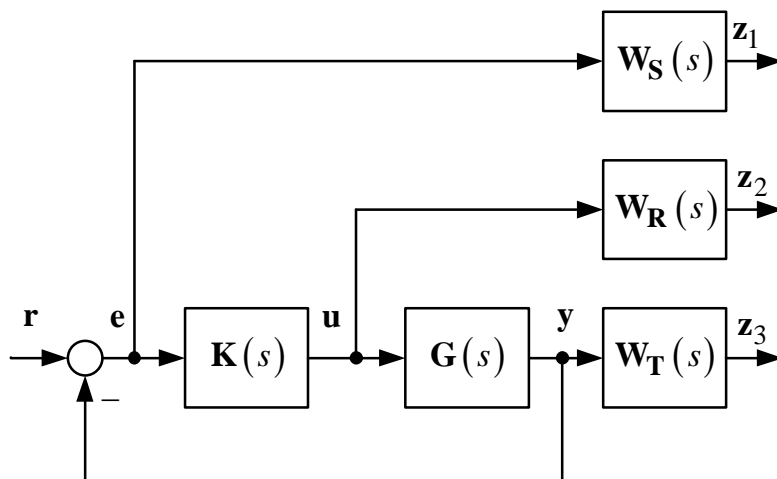 W_S(s)
z_1
W_R(s)
z_2
r
e
K(s)
u
G(s)
y
W_T(s)
z_3
−